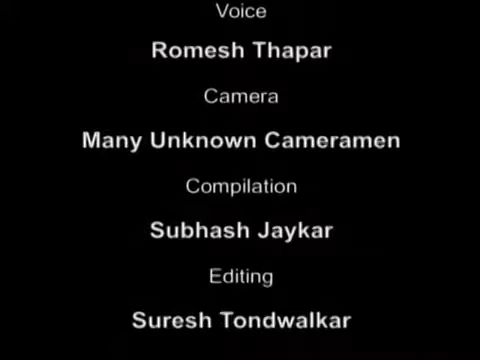 Voice
Romesh Thapar
Camera
Many Unknown Cameramen
Compilation
Subhash Jaykar
Editing
Suresh Tondwalkar